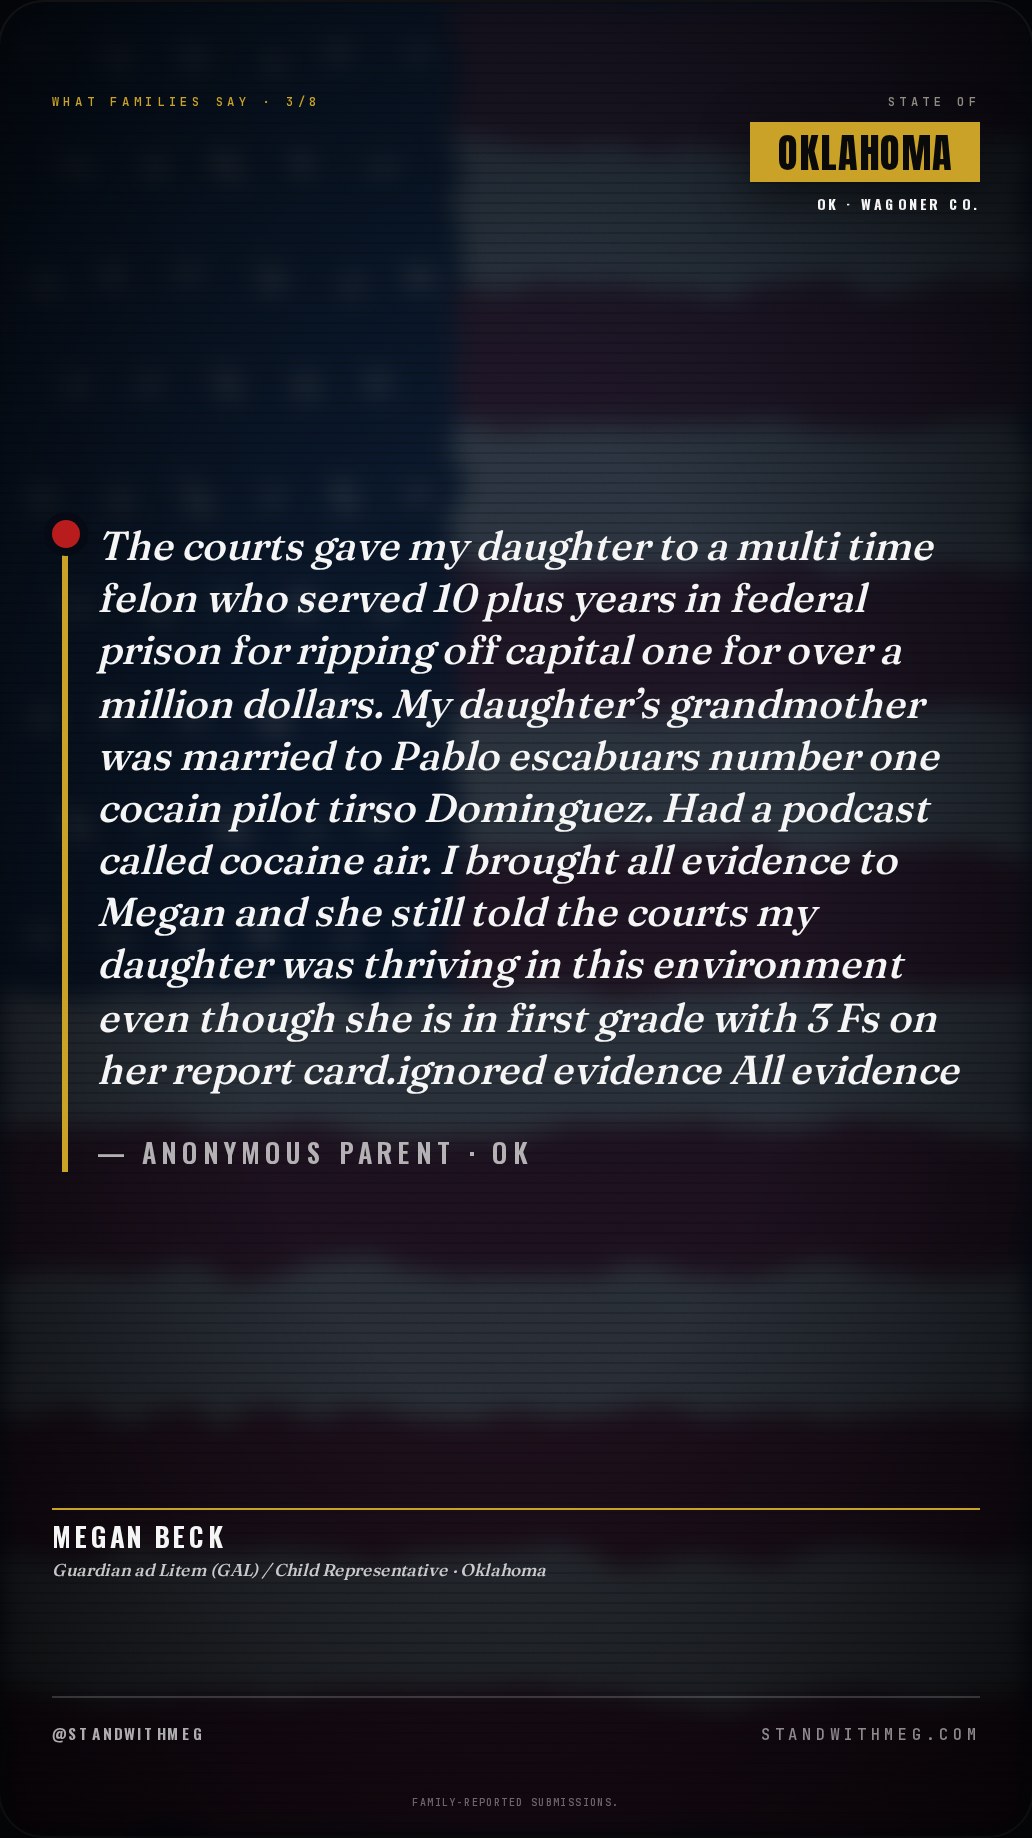 WHAT FAMILIES SAY · 3/8
STATE OF
OKLAHOMA
OK · WAGONER CO.
The courts gave my daughter to a multi time
felon who served 10 plus years in federal
prison for ripping off capital one for over a
million dollars. My daughter’s grandmother
was married to Pablo escabuars number one
cocain pilot tirso Dominguez. Had a podcast
called cocaine air. I brought all evidence to
Megan and she still told the courts my
daughter was thriving in this environment
even though she is in first grade with 3 Fs on
her report card.ignored evidence All evidence
— ANONYMOUS PARENT · OK
MEGAN BECK
Guardian ad Litem (GAL) / Child Representative · Oklahoma
@STANDWITHMEG
STANDWITHMEG.COM
FAMILY-REPORTED SUBMISSIONS.